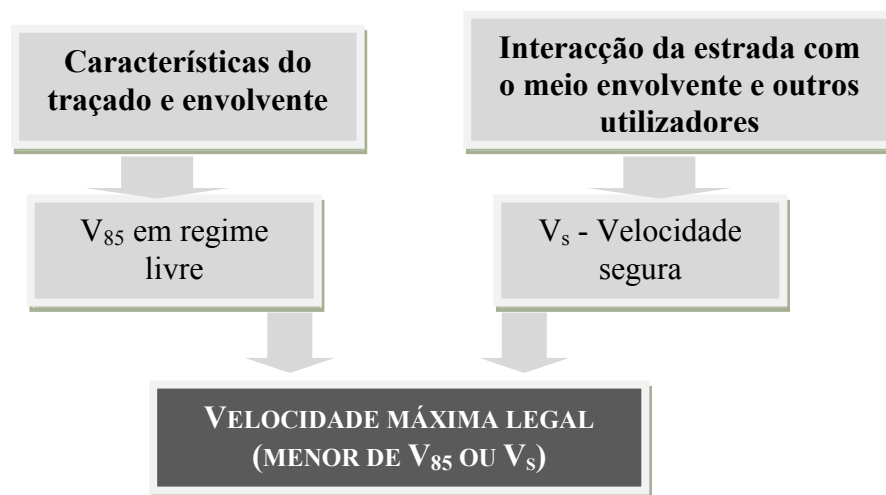 Características do
traçado e envolvente
Interacção da estrada com
o meio envolvente e outros
utilizadores
V85 em regime
livre
Vs - Velocidade
segura
VELOCIDADE MÁXIMA LEGAL
(MENOR DE V85 OU VS)